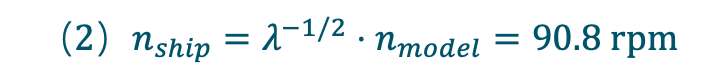 (2) n_ship = λ^{-1/2} · n_model = 90.8 rpm